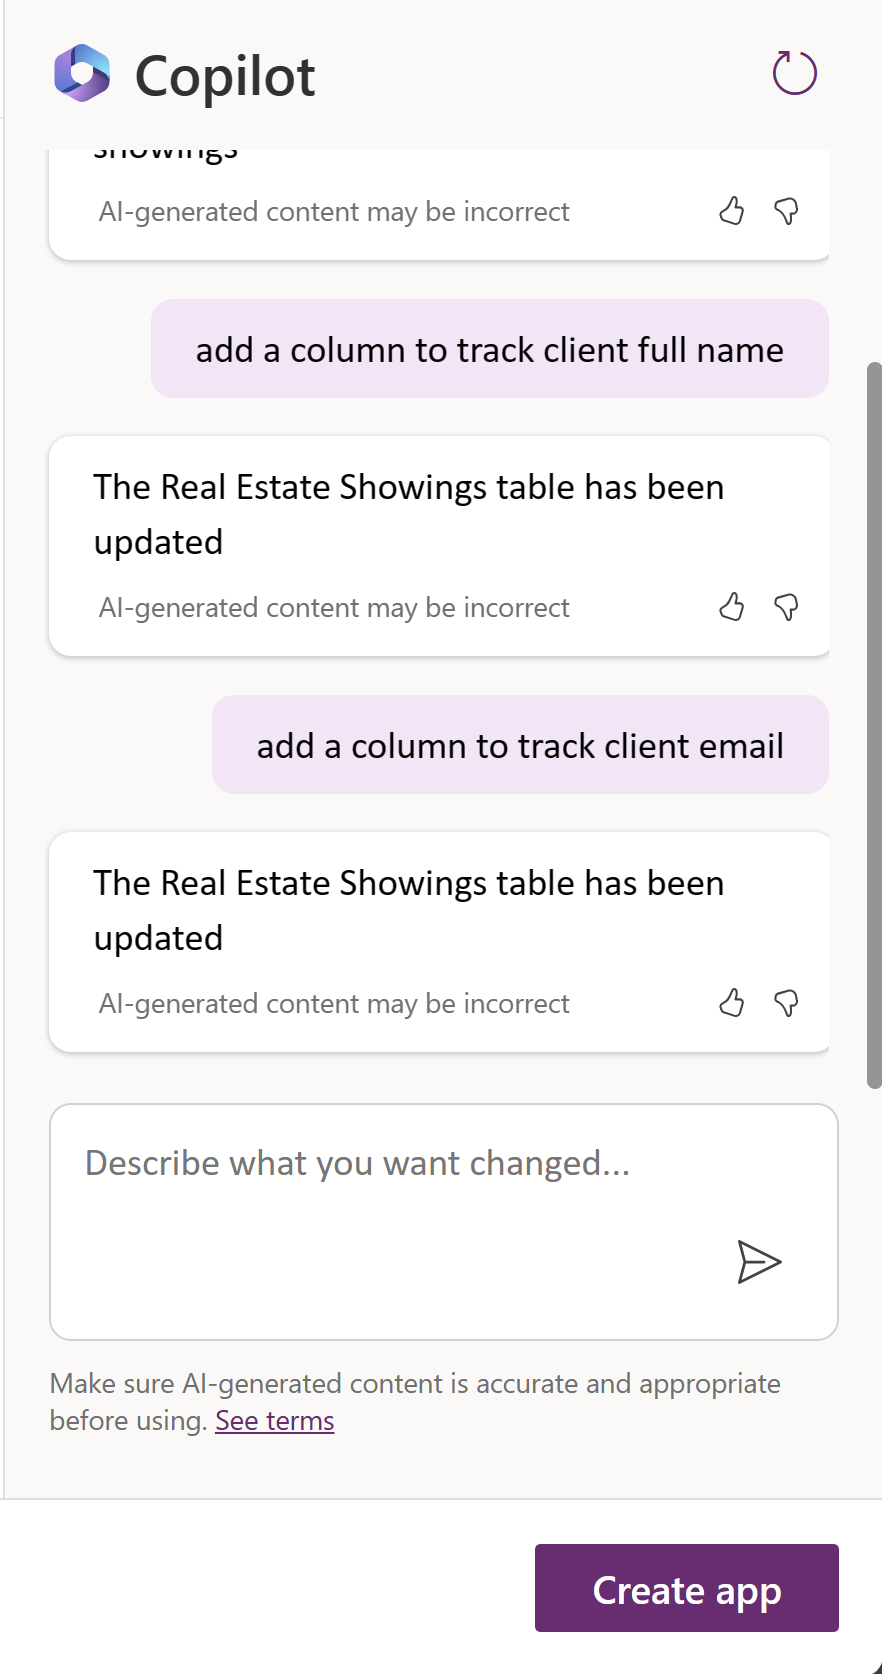 Copilot
showings
AI-generated content may be incorrect
add a column to track client full name
The Real Estate Showings table has been
updated
AI-generated content may be incorrect
add a column to track client email
The Real Estate Showings table has been
updated
AI-generated content may be incorrect
Describe what you want changed...
Make sure AI-generated content is accurate and appropriate
before using. See terms
Create app